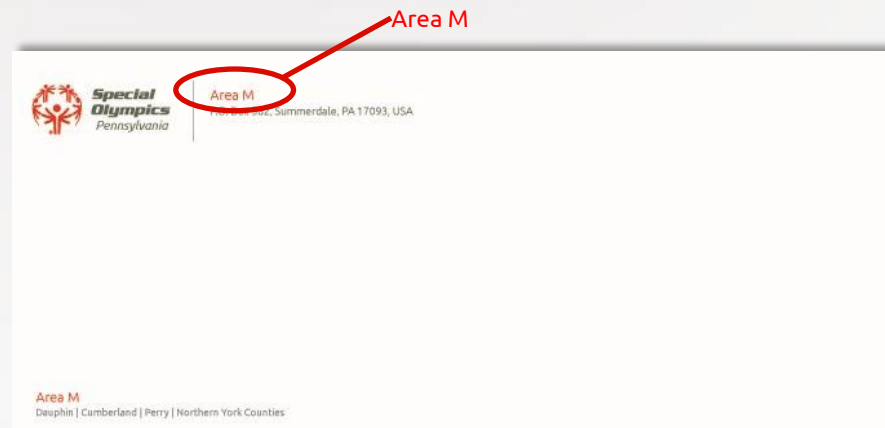 Area M
Special
Olympics
Pennsylvania
Area M
Summerdale, PA 17093, USA
Area M
Dauphin | Cumberland | Perry | Northern York Counties